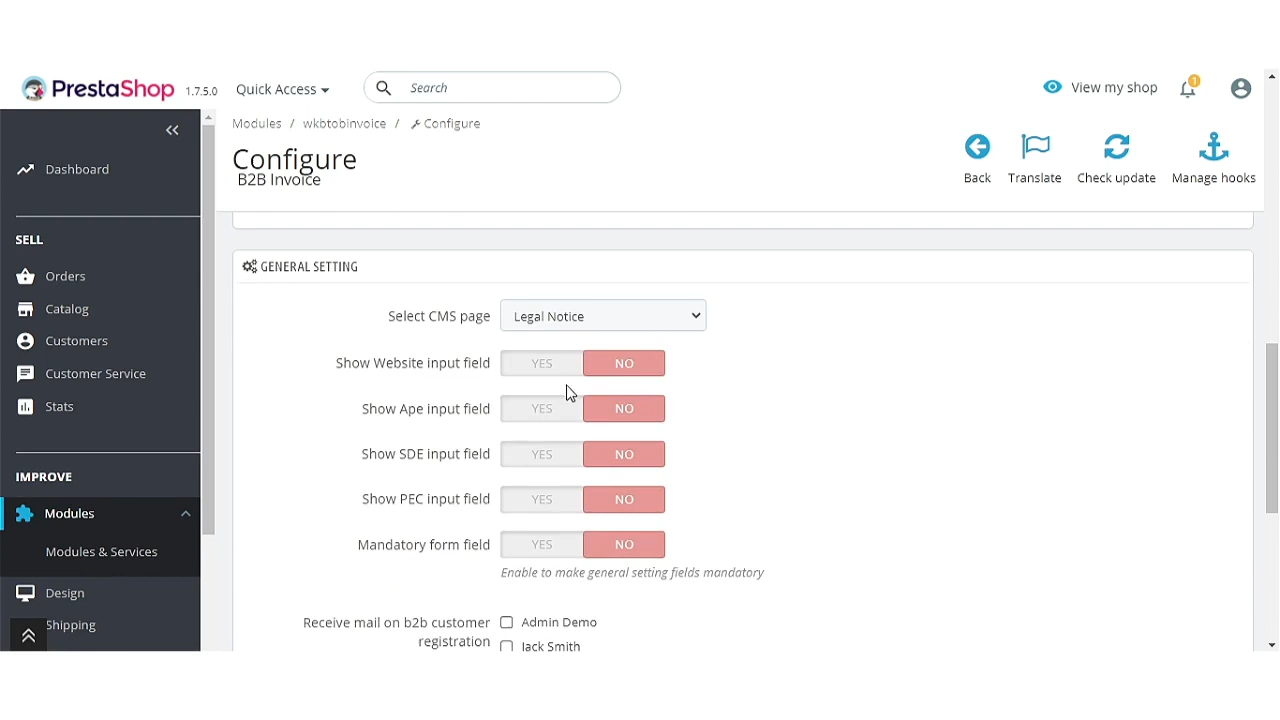 PrestaShop 1.7.5.0 Quick Access Search View my shop 1
Modules / wkbtobinvoice / Configure
Configure
B2B Invoice
Back Translate Check update Manage hooks
Dashboard
SELL
Orders
Catalog
Customers
Customer Service
Stats
IMPROVE
Modules
Modules & Services
Design
Shipping
GENERAL SETTING
Select CMS page Legal Notice
Show Website input field YES NO
Show Ape input field YES NO
Show SDE input field YES NO
Show PEC input field YES NO
Mandatory form field YES NO
Enable to make general setting fields mandatory
Receive mail on b2b customer Admin Demo
registration Jack Smith